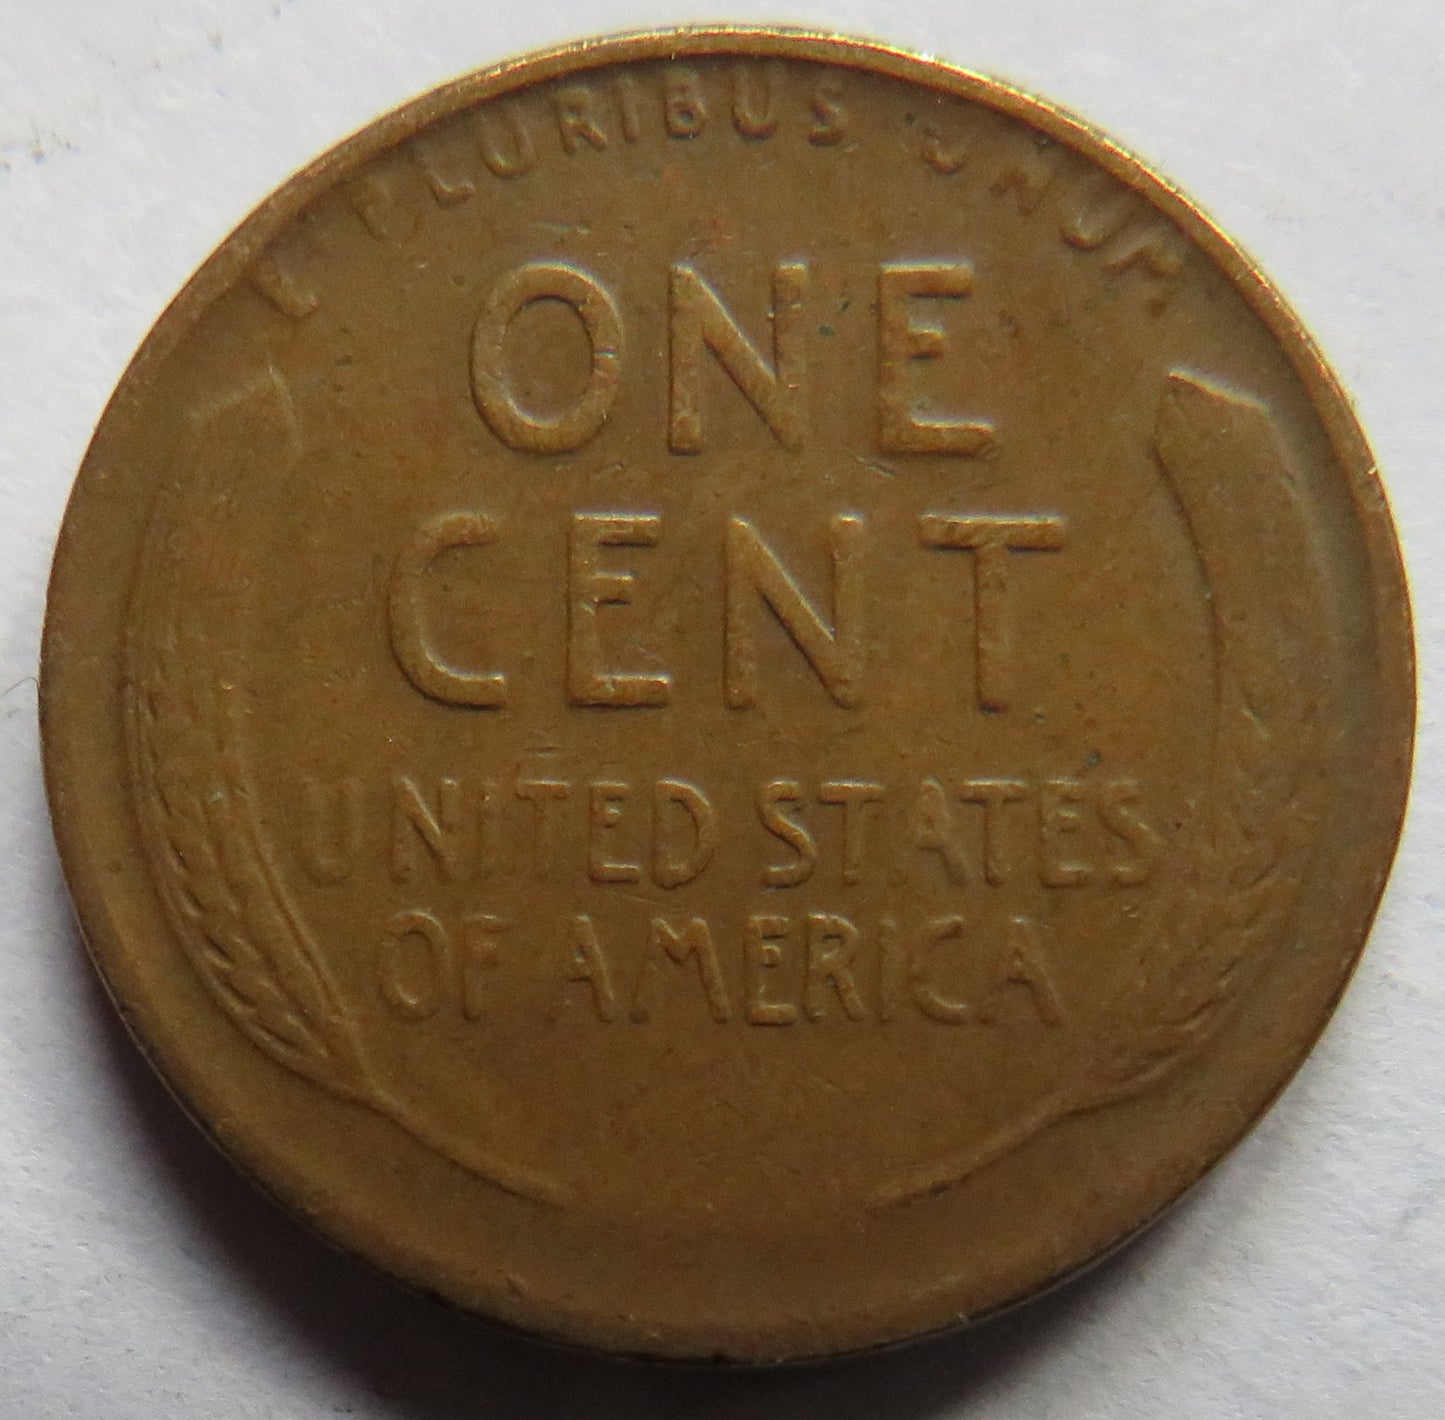 E PLURIBUS UNUM
ONE
CENT
UNITED STATES
OF AMERICA